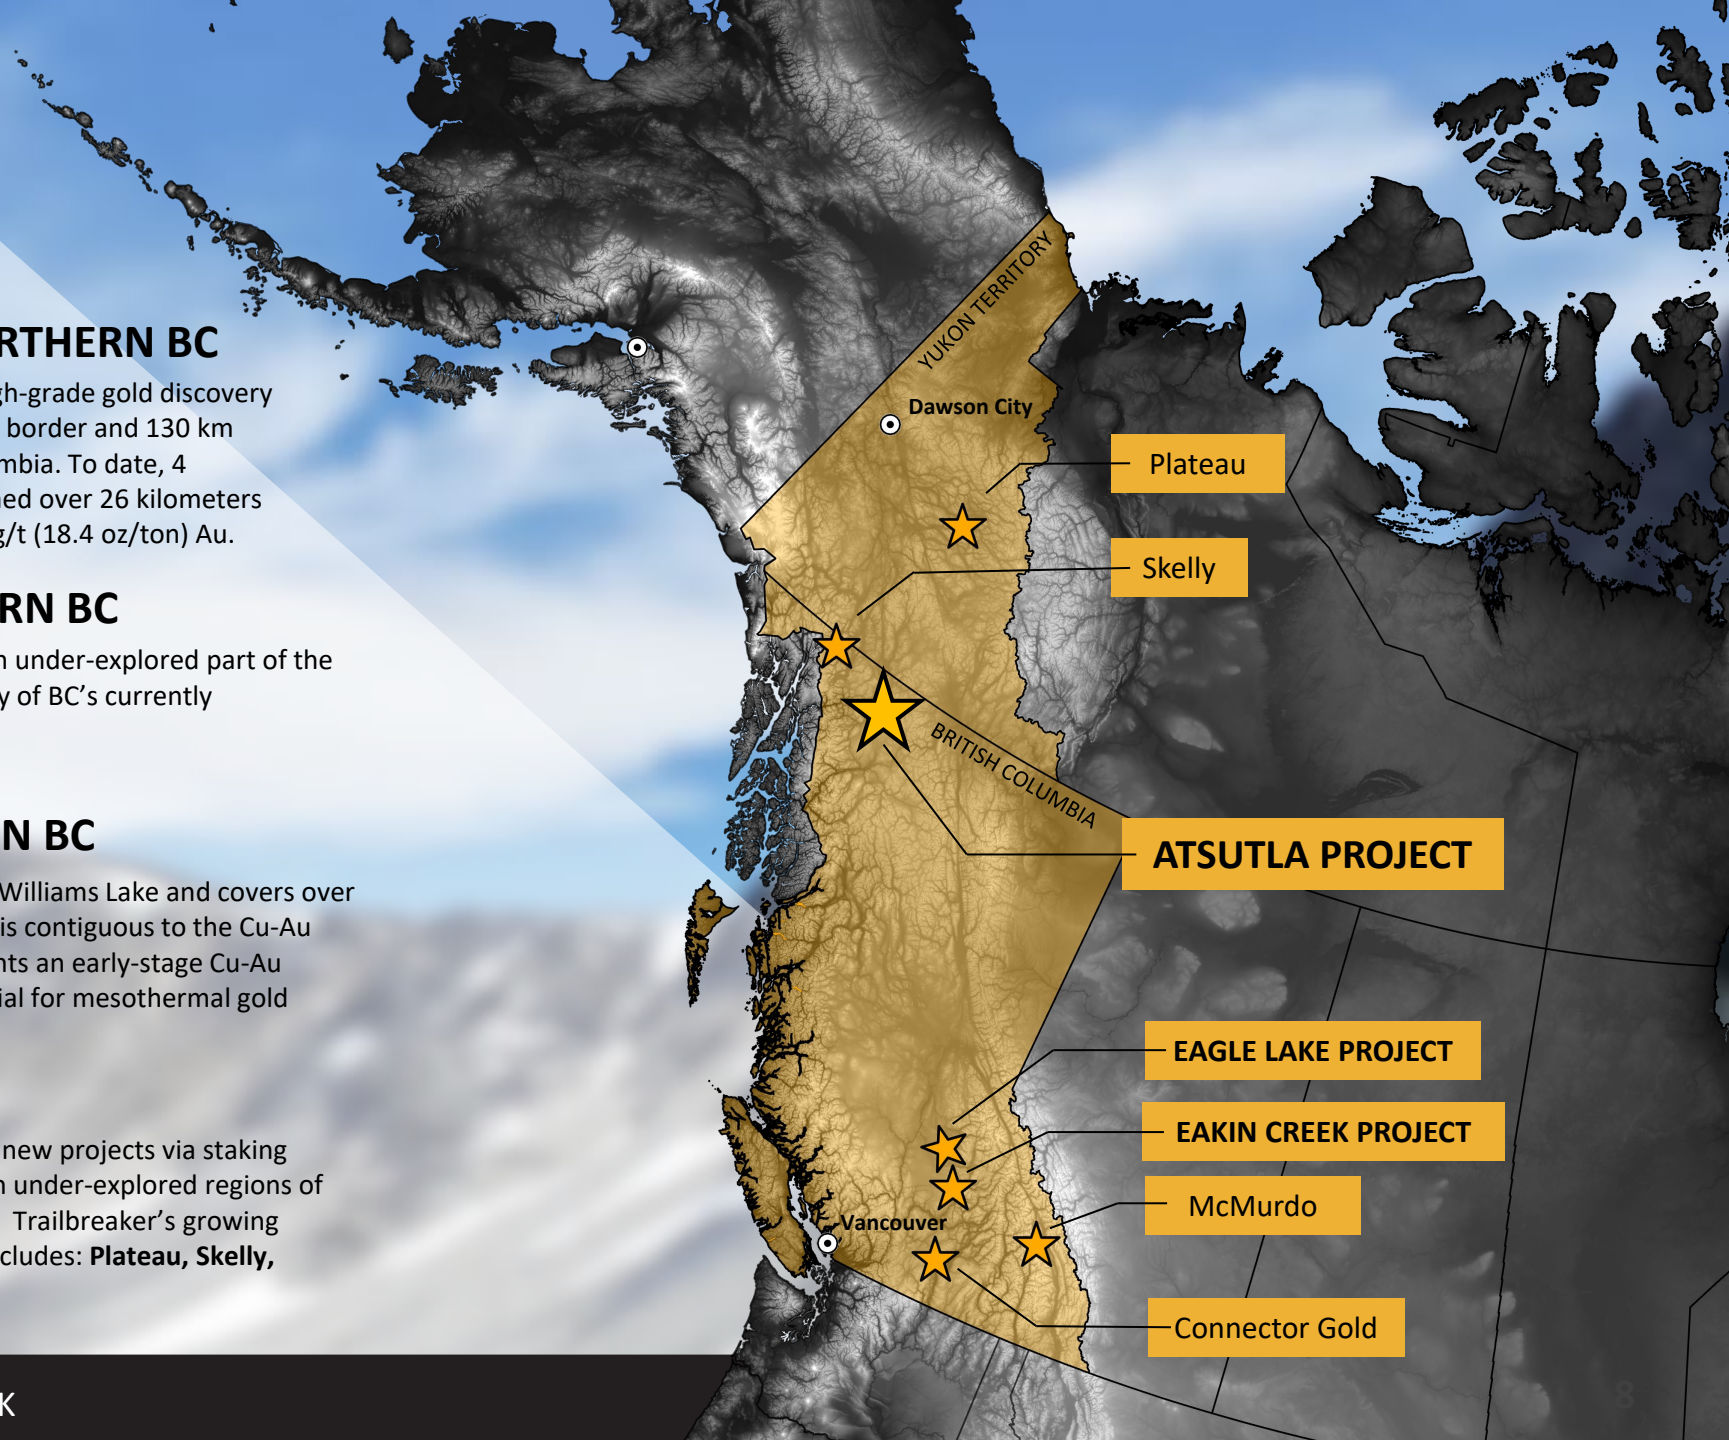 RTHERN BC
gh-grade gold discovery
border and 130 km
mbia. To date, 4
ned over 26 kilometers
g/t (18.4 oz/ton) Au.
RN BC
n under-explored part of the
y of BC's currently
N BC
Williams Lake and covers over
is contiguous to the Cu-Au
nts an early-stage Cu-Au
ial for mesothermal gold
new projects via staking
n under-explored regions of
Trailbreaker's growing
cludes: Plateau, Skelly,
K
YUKON TERRITORY
Dawson City
Plateau
Skelly
BRITISH COLUMBIA
ATSUTLA PROJECT
EAGLE LAKE PROJECT
EAKIN CREEK PROJECT
McMurdo
Vancouver
Connector Gold
8